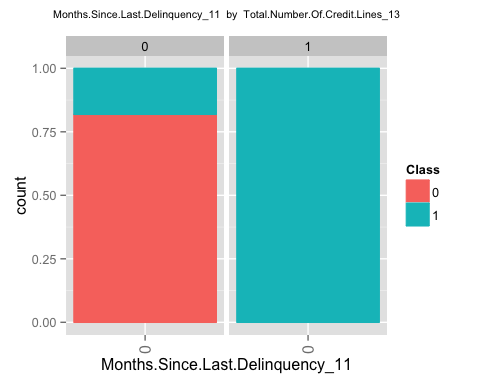 Months.Since.Last.Delinquency_11 by Total.Number.Of.Credit.Lines_13
0 1
1.00
0.75
0.50
0.25
0.00
count
0 0
Months.Since.Last.Delinquency_11
Class
0
1